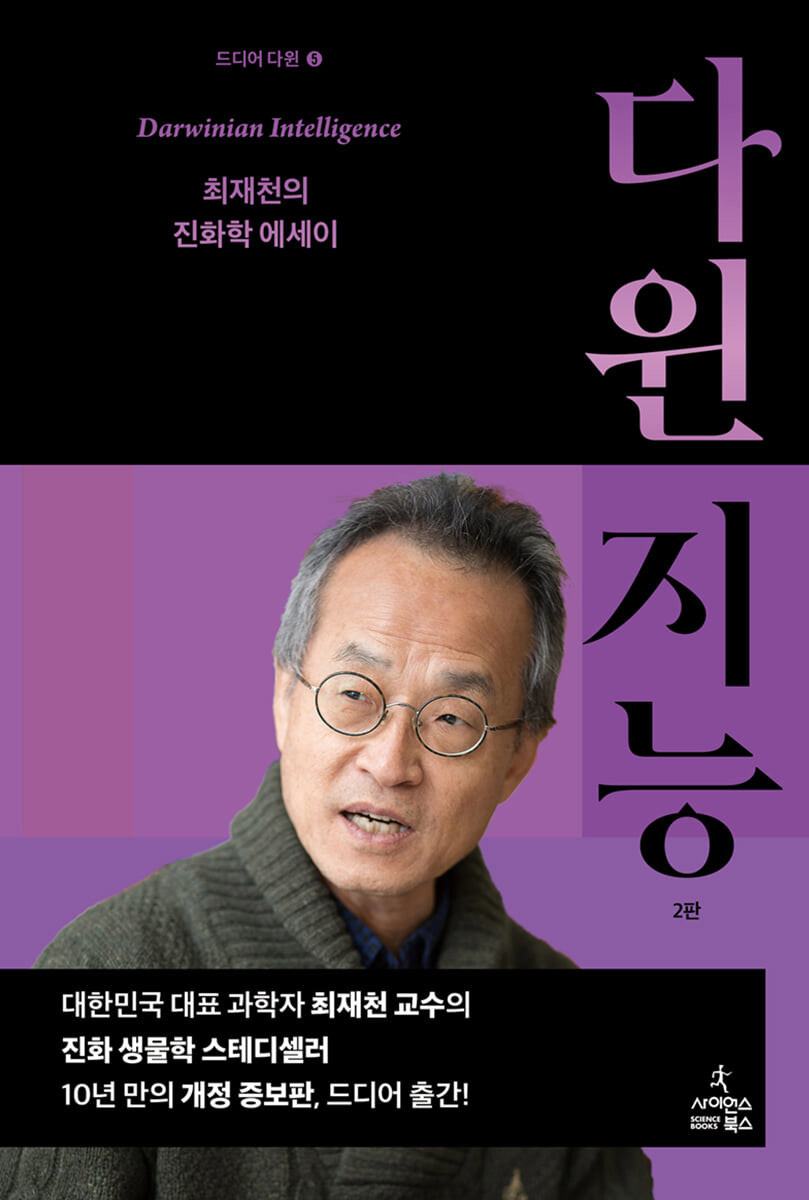 드디어 다윈 ❺
Darwinian Intelligence
최재천의
진화학 에세이
다윈
지능
2판
대한민국 대표 과학자 최재천 교수의
진화 생물학 스테디셀러
10년 만의 개정 증보판, 드디어 출간!
사이언스
SCIENCE
BOOKS
북스